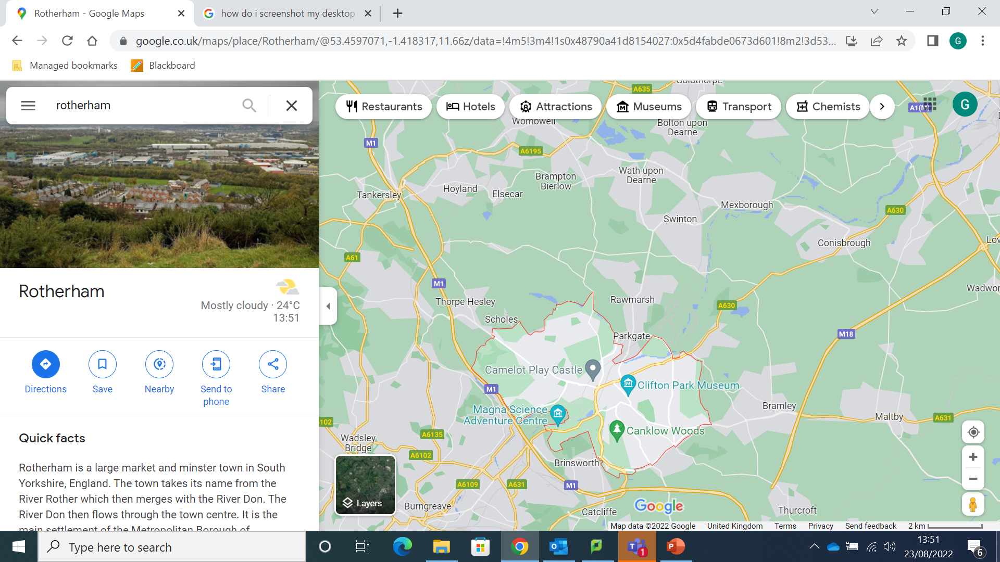 Rotherham - Google Maps
how do i screenshot my desktop
google.co.uk/maps/place/Rotherham/@53.4597071,-1.418317,11.66z/data=!4m5!3m4!1s0x48790a41d8154027:0x5d4fabde0673d601!8m2!3d53...
G
Managed bookmarks
Blackboard
rotherham
Restaurants
Hotels
Attractions
Museums
Transport
Chemists
G
Rotherham
Mostly cloudy · 24°C
13:51
Directions
Save
Nearby
Send to
phone
Share
Quick facts
Rotherham is a large market and minster town in South
Yorkshire, England. The town takes its name from the
River Rother which then merges with the River Don. The
River Don then flows through the town centre. It is the
main settlement of the Metropolitan Borough of
Goldthorpe
A635
A1(M)
Wombwell
Bolton upon
Dearne
M1
A6195
Brampton
Bierlow
Wath upon
Dearne
Hoyland
Elsecar
Tankersley
Mexborough
A630
Swinton
Conisbrough
Lov
A61
M1
Wadwor
Thorpe Hesley
Rawmarsh
A630
Scholes
Parkgate
M18
Camelot Play Castle
Clifton Park Museum
M1
Magna Science
Adventure Centre
Bramley
Maltby
A631
102
A6135
Canklow Woods
Wadsley
Bridge
A6102
Brinsworth
A6109
A631
M1
Layers
Burngreave
Google
Catcliffe
Thurcroft
Map data ©2022 Google
United Kingdom
Terms
Privacy
Send feedback
2 km
Type here to search
1
13:51
23/08/2022
6